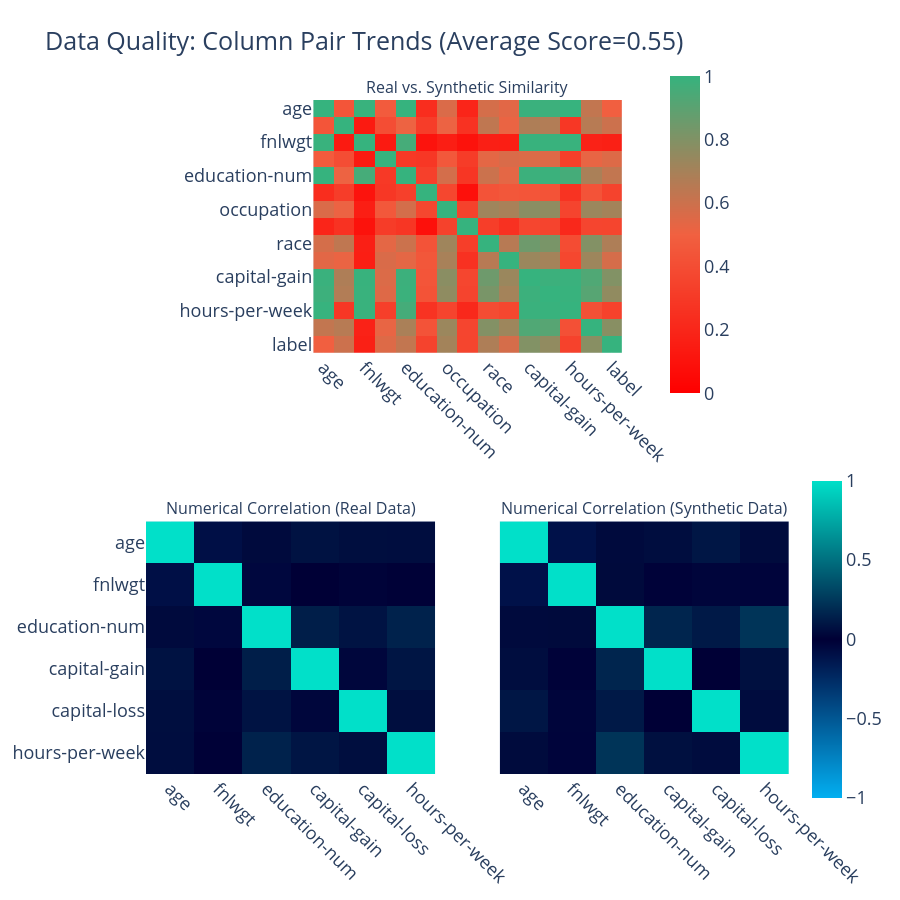 Data Quality: Column Pair Trends (Average Score=0.55)
Real vs. Synthetic Similarity
age
fnlwgt
education-num
occupation
race
capital-gain
hours-per-week
label
age
fnlwgt
education-num
occupation
race
capital-gain
hours-per-week
label
1
0.8
0.6
0.4
0.2
0
Numerical Correlation (Real Data)
age
fnlwgt
education-num
capital-gain
capital-loss
hours-per-week
age
fnlwgt
education-num
capital-gain
capital-loss
hours-per-week
Numerical Correlation (Synthetic Data)
age
fnlwgt
education-num
capital-gain
capital-loss
hours-per-week
1
0.5
0
−0.5
−1